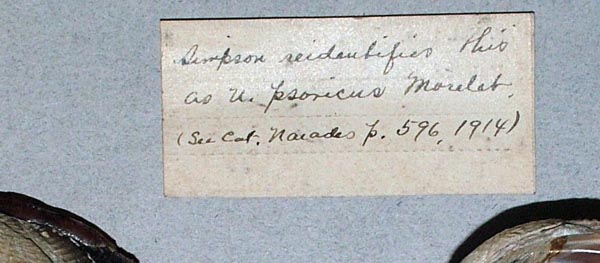 Simpson reidentifies this
as U. psoricus Morelet,
(See Cat. Naiades p. 596, 1914)